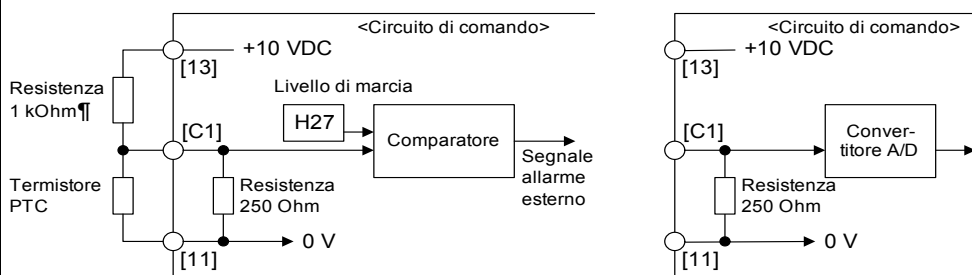 <Circuito di comando>
+10 VDC
[13]
Resistenza
1 kOhm¶
Livello di marcia
H27
[C1]
Comparatore
Segnale
allarme
esterno
Termistore
PTC
Resistenza
250 Ohm
0 V
[11]
<Circuito di comando>
+10 VDC
[13]
[C1]
Conver-
titore A/D
Resistenza
250 Ohm
0 V
[11]